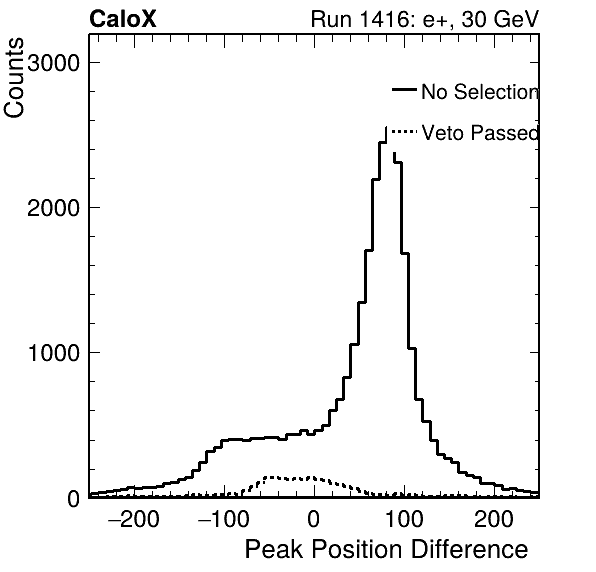 CaloX Run 1416: e+, 30 GeV
Counts
3000
2000
1000
0
No Selection
Veto Passed
−200 −100 0 100 200
Peak Position Difference